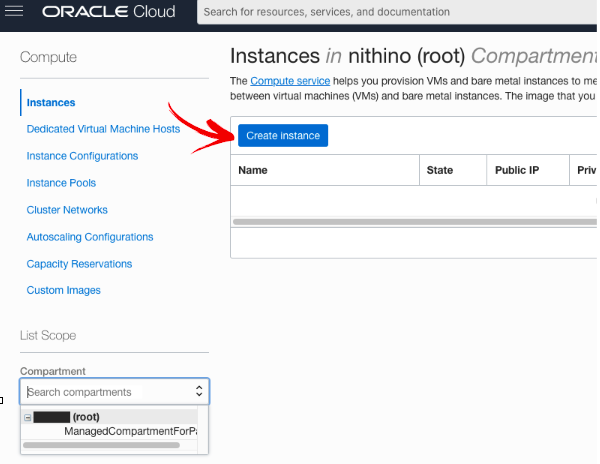 ORACLE Cloud
Search for resources, services, and documentation
Compute
Instances
Dedicated Virtual Machine Hosts
Instance Configurations
Instance Pools
Cluster Networks
Autoscaling Configurations
Capacity Reservations
Custom Images
List Scope
Compartment
Search compartments
(root)
ManagedCompartmentForPa
Instances in nithino (root) Compartment
The Compute service helps you provision VMs and bare metal instances to me
between virtual machines (VMs) and bare metal instances. The image that you
Create instance
Name State Public IP Priv